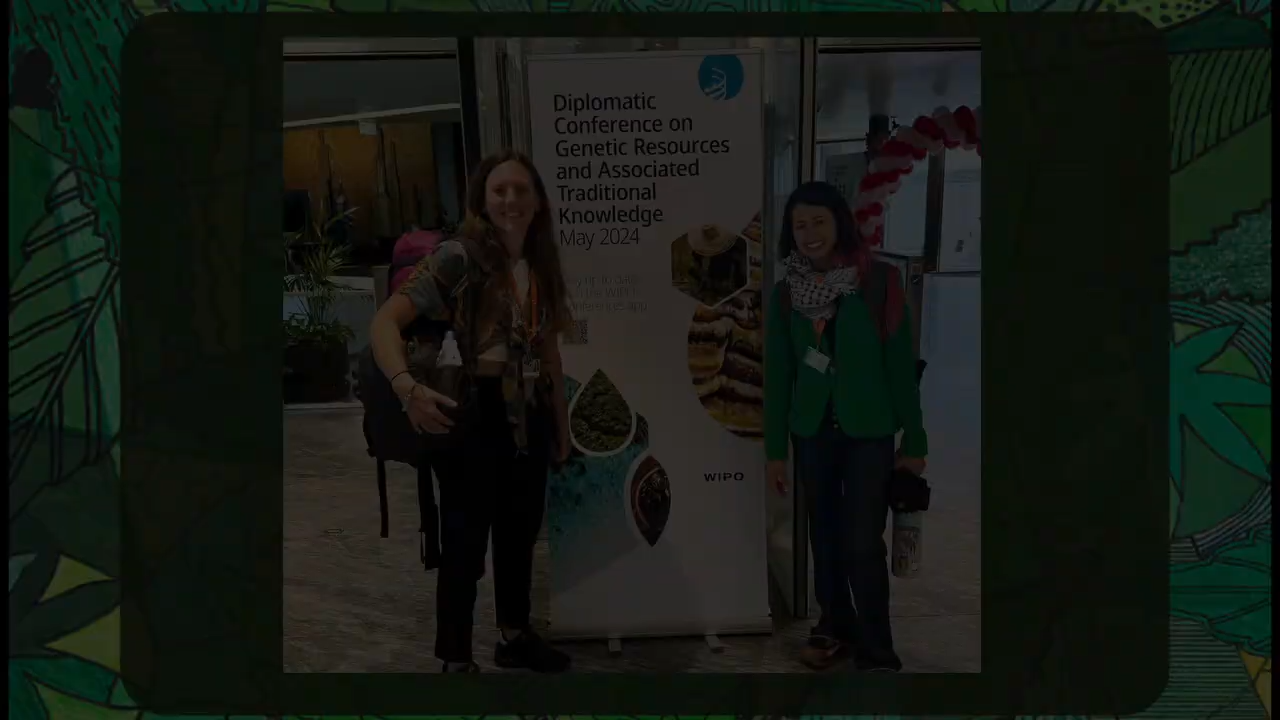 Diplomatic
Conference on
Genetic Resources
and Associated
Traditional
Knowledge
May 2024
WIPO